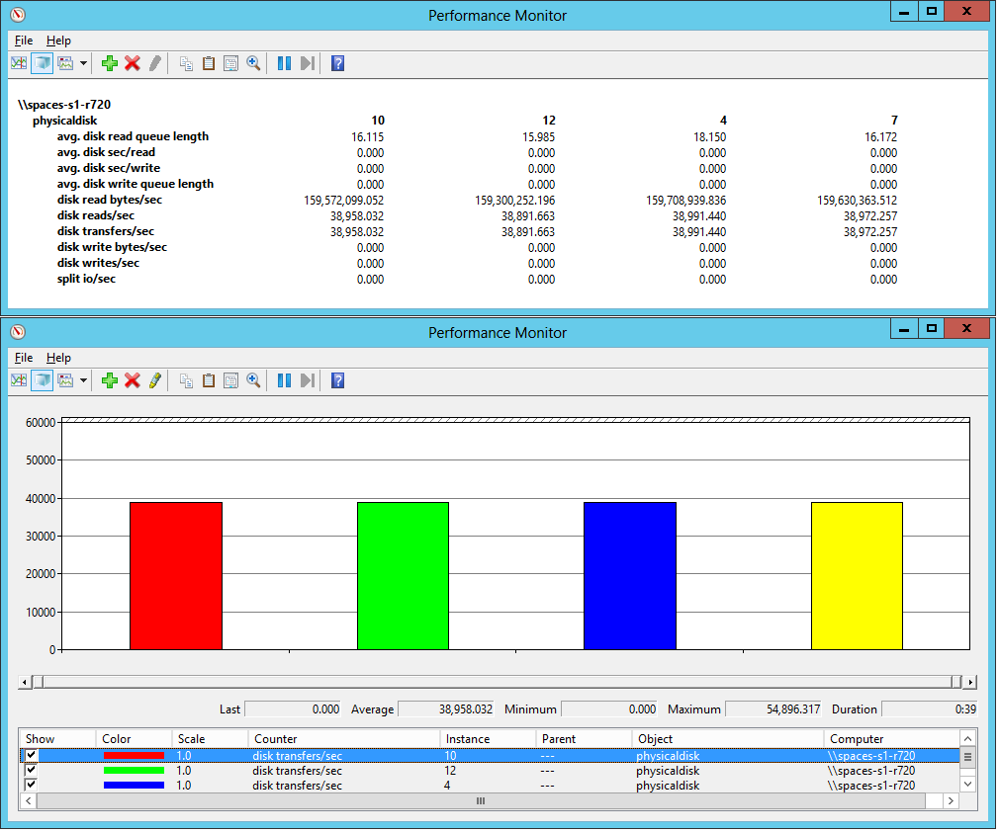 Performance Monitor
File Help
\\spaces-s1-r720
physicaldisk 10 12 4 7
avg. disk read queue length 16.115 15.985 18.150 16.172
avg. disk sec/read 0.000 0.000 0.000 0.000
avg. disk sec/write 0.000 0.000 0.000 0.000
avg. disk write queue length 0.000 0.000 0.000 0.000
disk read bytes/sec 159,572,099.052 159,300,252.196 159,708,939.836 159,630,363.512
disk reads/sec 38,958.032 38,891.663 38,991.440 38,972.257
disk transfers/sec 38,958.032 38,891.663 38,991.440 38,972.257
disk write bytes/sec 0.000 0.000 0.000 0.000
disk writes/sec 0.000 0.000 0.000 0.000
split io/sec 0.000 0.000 0.000 0.000
Performance Monitor
File Help
60000
50000
40000
30000
20000
10000
0
Last 0.000 Average 38,958.032 Minimum 0.000 Maximum 54,896.317 Duration 0:39
Show Color Scale Counter Instance Parent Object Computer
1.0 disk transfers/sec 10 --- physicaldisk \\spaces-s1-r720
1.0 disk transfers/sec 12 --- physicaldisk \\spaces-s1-r720
1.0 disk transfers/sec 4 --- physicaldisk \\spaces-s1-r720